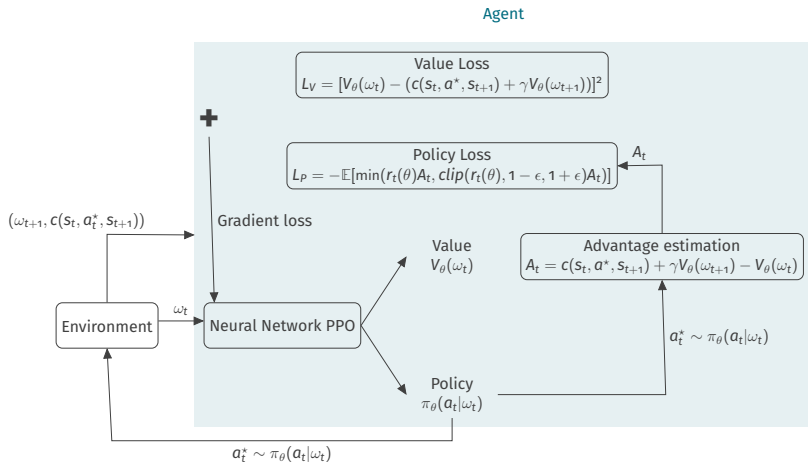 Agent
Value Loss
L_V = [V_θ(ω_t) − (c(s_t, a^⋆, s_{t+1}) + γV_θ(ω_{t+1}))]²
+
Policy Loss
L_P = −𝔼[min(r_t(θ)A_t, clip(r_t(θ), 1 − ϵ, 1 + ϵ)A_t)]
A_t
(ω_{t+1}, c(s_t, a_t^⋆, s_{t+1}))
Gradient loss
Value
V_θ(ω_t)
Advantage estimation
A_t = c(s_t, a^⋆, s_{t+1}) + γV_θ(ω_{t+1}) − V_θ(ω_t)
Environment
ω_t
Neural Network PPO
a_t^⋆ ∼ π_θ(a_t|ω_t)
Policy
π_θ(a_t|ω_t)
a_t^⋆ ∼ π_θ(a_t|ω_t)